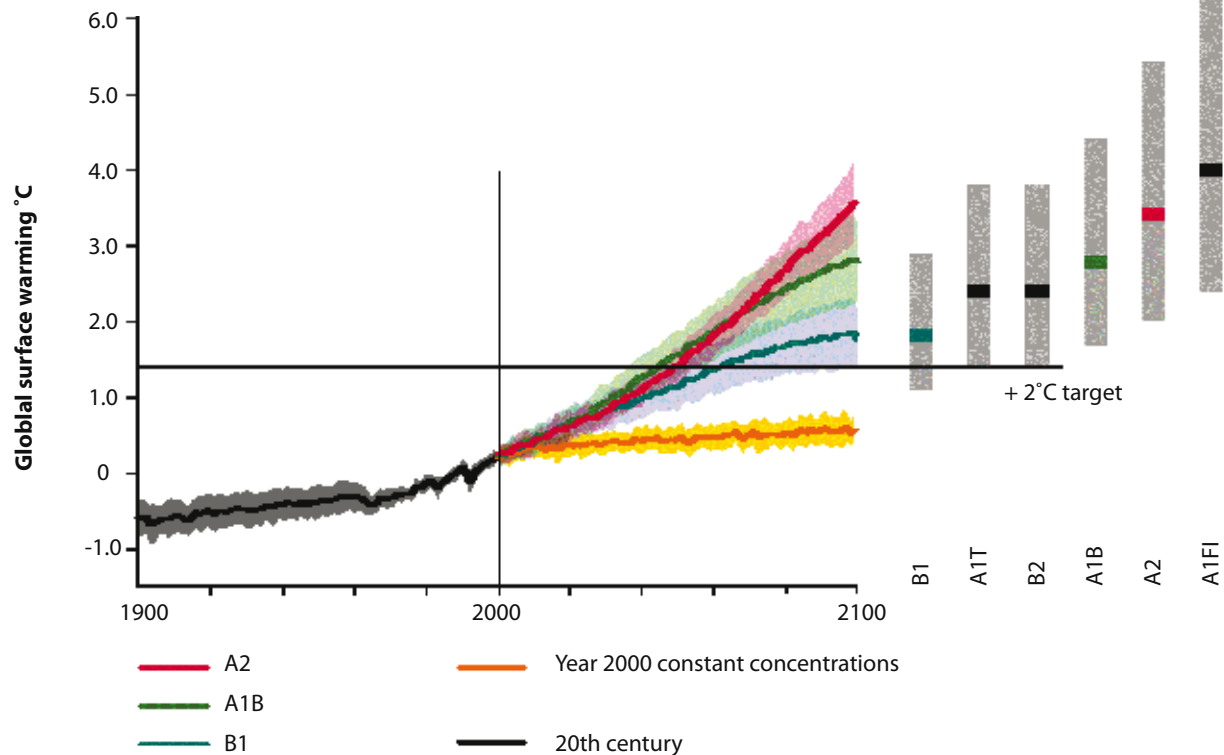 Globlal surface warming ˚C
6.0
5.0
4.0
3.0
2.0
1.0
0
-1.0
1900
2000
2100
+ 2˚C target
B1
A1T
B2
A1B
A2
A1FI
A2
Year 2000 constant concentrations
A1B
B1
20th century